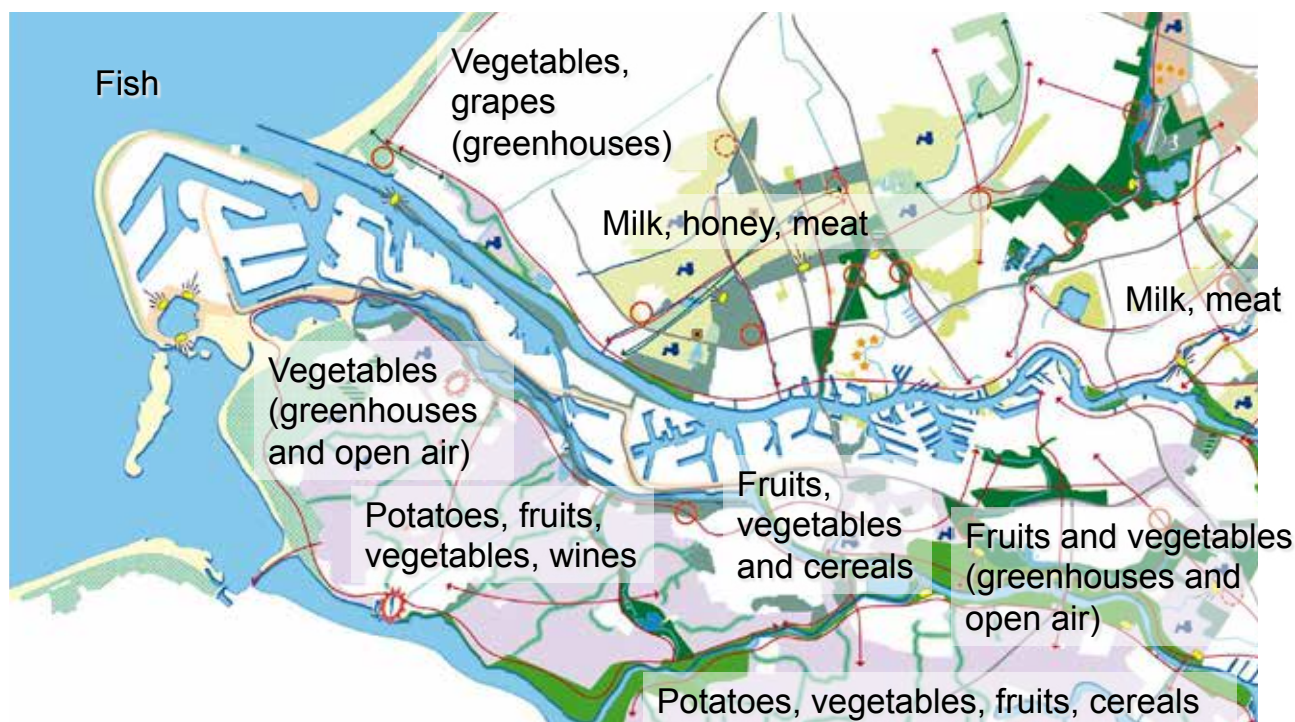 Fish
Vegetables,
grapes
(greenhouses)
Milk, honey, meat
Milk, meat
Vegetables
(greenhouses
and open air)
Potatoes, fruits,
vegetables, wines
Fruits,
vegetables
and cereals
Fruits and vegetables
(greenhouses and
open air)
Potatoes, vegetables, fruits, cereals